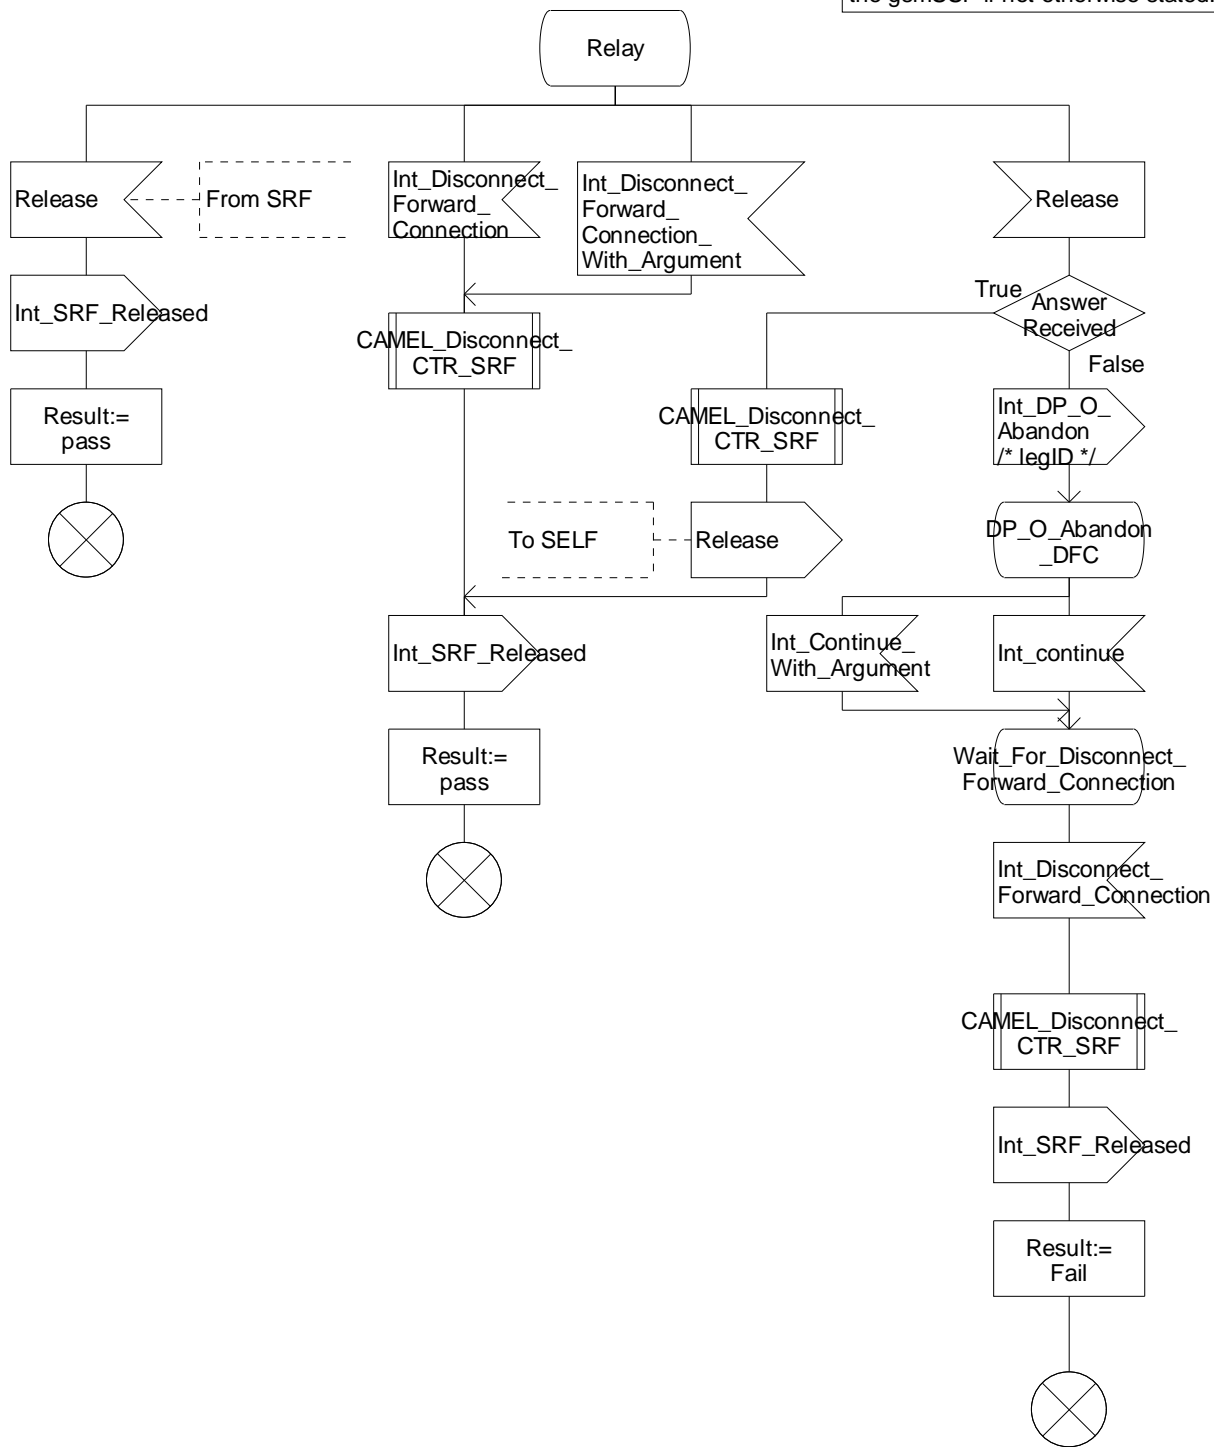 the gsmSSF if not otherwise stated.
Relay
Release
From SRF
Int_Disconnect_
Forward_
Connection
Int_Disconnect_
Forward_
Connection_
With_Argument
Release
Int_SRF_Released
CAMEL_Disconnect_
CTR_SRF
True
Answer
Received
False
Result:=
pass
CAMEL_Disconnect_
CTR_SRF
Int_DP_O_
Abandon
/* legID */
To SELF
Release
DP_O_Abandon
_DFC
Int_SRF_Released
Int_Continue_
With_Argument
Int_continue
Result:=
pass
Wait_For_Disconnect_
Forward_Connection
Int_Disconnect_
Forward_Connection
CAMEL_Disconnect_
CTR_SRF
Int_SRF_Released
Result:=
Fail